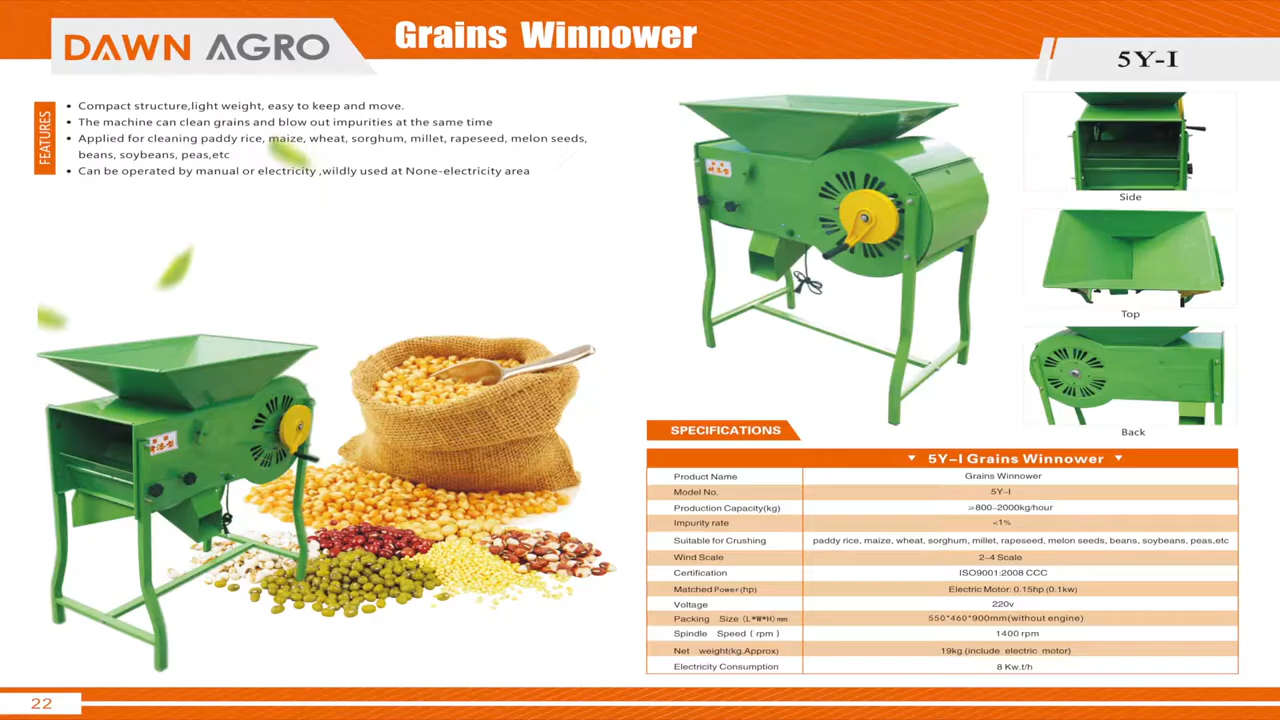 DAWN AGRO
Grains Winnower
5Y-I
FEATURES
• Compact structure,light weight, easy to keep and move.
• The machine can clean grains and blow out impurities at the same time
• Applied for cleaning paddy rice, maize, wheat, sorghum, millet, rapeseed, melon seeds,
beans, soybeans, peas,etc
• Can be operated by manual or electricity ,wildly used at None-electricity area
Side
Top
Back
SPECIFICATIONS
▼ 5Y-I Grains Winnower ▼
Product Name Grains Winnower
Model No. 5Y-I
Production Capacity(kg) ≥800-2000kg/hour
Impurity rate <1%
Suitable for Crushing paddy rice, maize, wheat, sorghum, millet, rapeseed, melon seeds, beans, soybeans, peas,etc
Wind Scale 2-4 Scale
Certification ISO9001:2008 CCC
Matched Power(hp) Electric Motor: 0.15hp (0.1kw)
Voltage 220v
Packing Size (L*W*H)mm 550*460*900mm(without engine)
Spindle Speed ( rpm ) 1400 rpm
Net weight(kg.Approx) 19kg (include electric motor)
Electricity Consumption 8 Kw.t/h
22